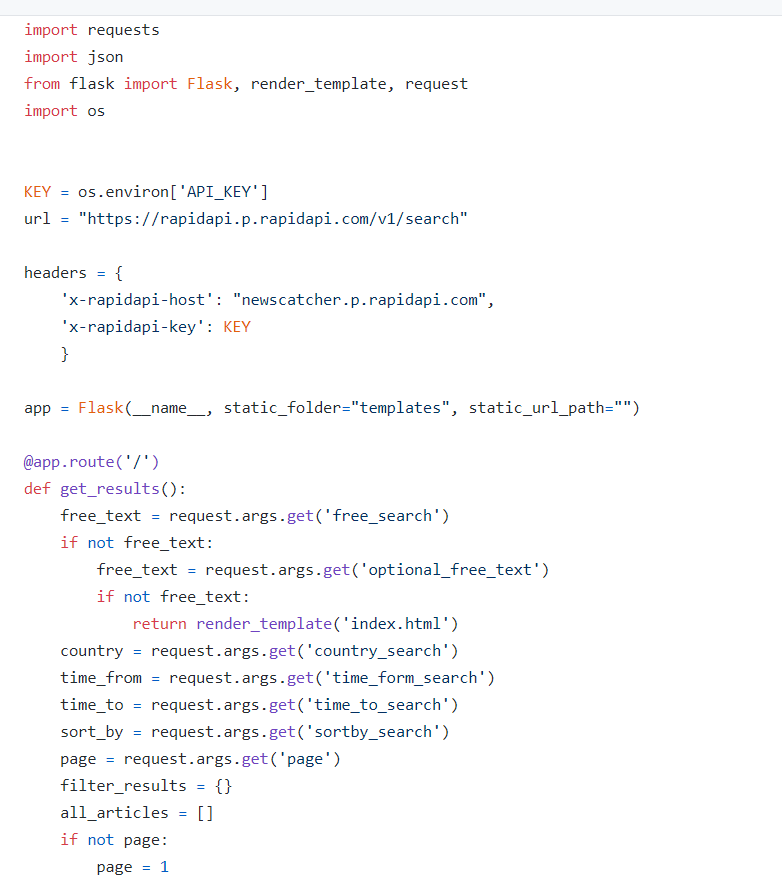 import requests
import json
from flask import Flask, render_template, request
import os
KEY = os.environ['API_KEY']
url = "https://rapidapi.p.rapidapi.com/v1/search"
headers = {
    'x-rapidapi-host': "newscatcher.p.rapidapi.com",
    'x-rapidapi-key': KEY
    }
app = Flask(__name__, static_folder="templates", static_url_path="")
@app.route('/')
def get_results():
    free_text = request.args.get('free_search')
    if not free_text:
        free_text = request.args.get('optional_free_text')
        if not free_text:
            return render_template('index.html')
    country = request.args.get('country_search')
    time_from = request.args.get('time_form_search')
    time_to = request.args.get('time_to_search')
    sort_by = request.args.get('sortby_search')
    page = request.args.get('page')
    filter_results = {}
    all_articles = []
    if not page:
        page = 1